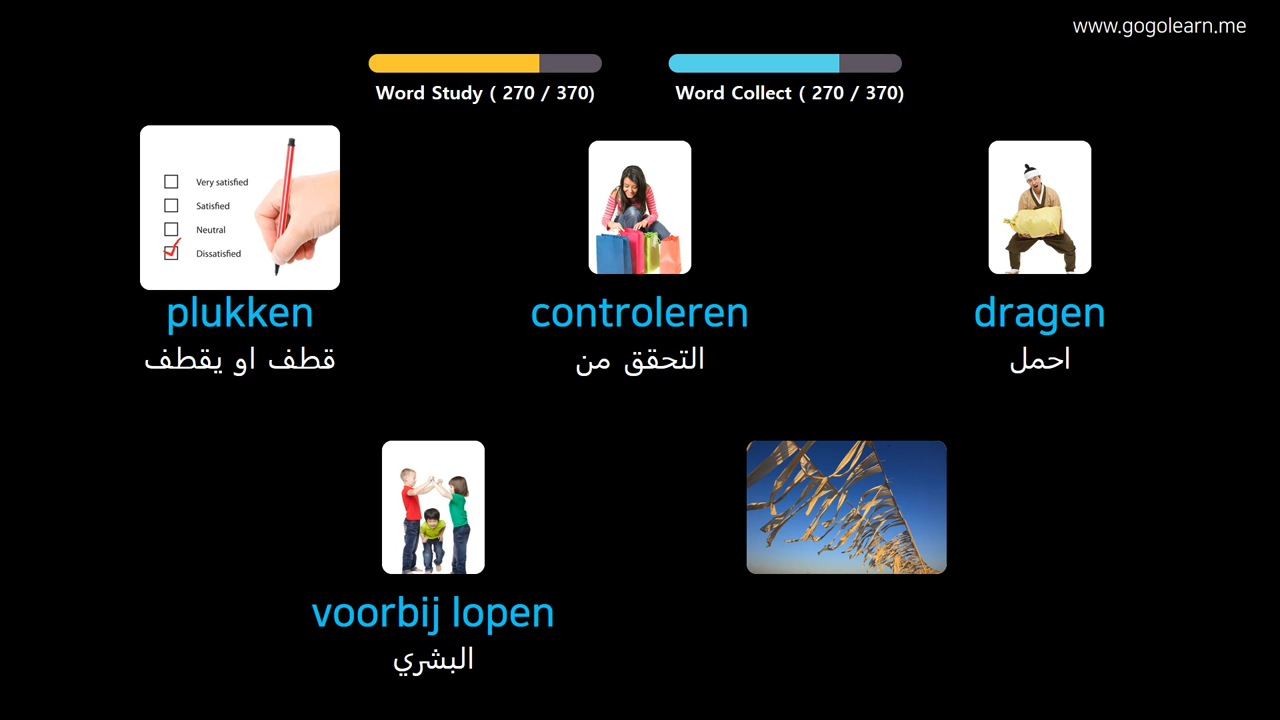 www.gogolearn.me
Word Study ( 270 / 370)
Word Collect ( 270 / 370)
Very satisfied
Satisfied
Neutral
Dissatisfied
plukken
قطف او يقطف
controleren
التحقق من
dragen
احمل
voorbij lopen
البشري